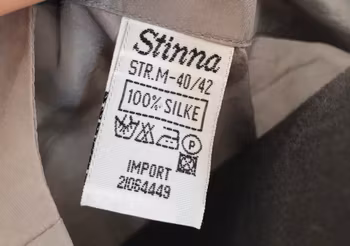 Stinna
STR.M-40/42
100% SILKE
P
IMPORT
21064449